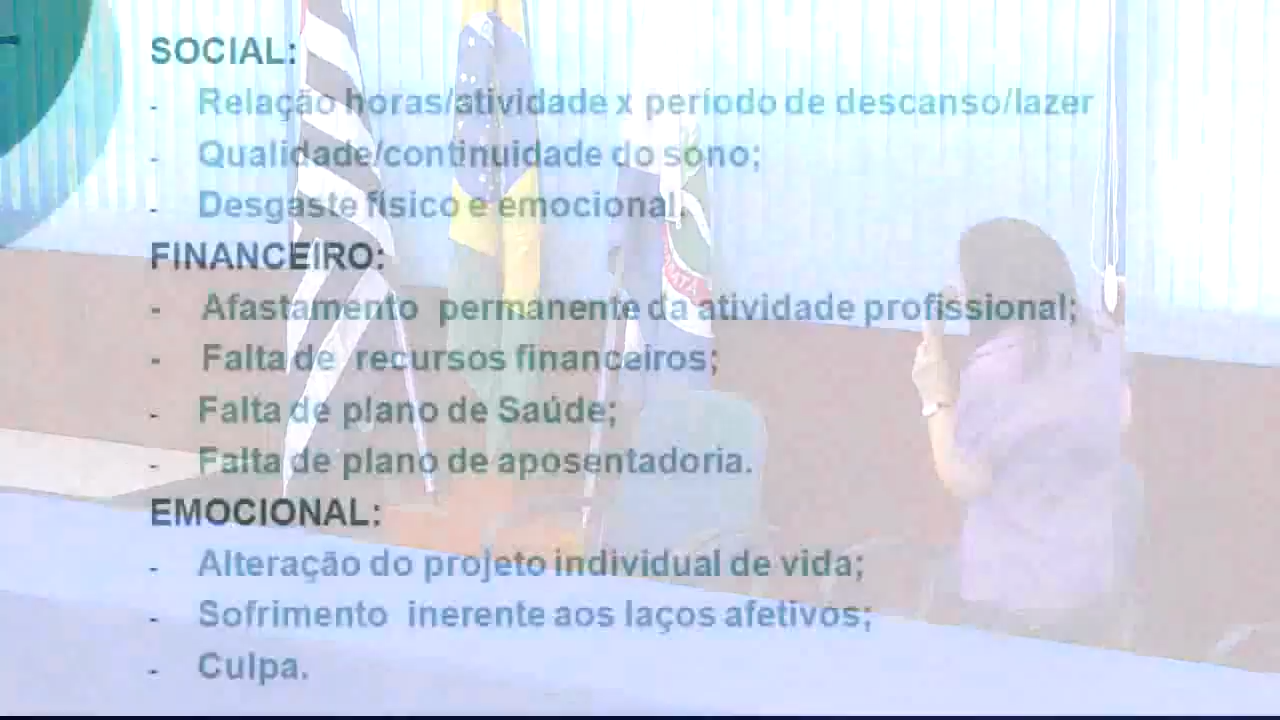 SOCIAL:
- Relação horas/atividade x período de descanso/lazer
- Qualidade/continuidade do sono;
- Desgaste físico e emocional.
FINANCEIRO:
- Afastamento permanente da atividade profissional;
- Falta de recursos financeiros;
- Falta de plano de Saúde;
- Falta de plano de aposentadoria.
EMOCIONAL:
- Alteração do projeto individual de vida;
- Sofrimento inerente aos laços afetivos;
- Culpa.